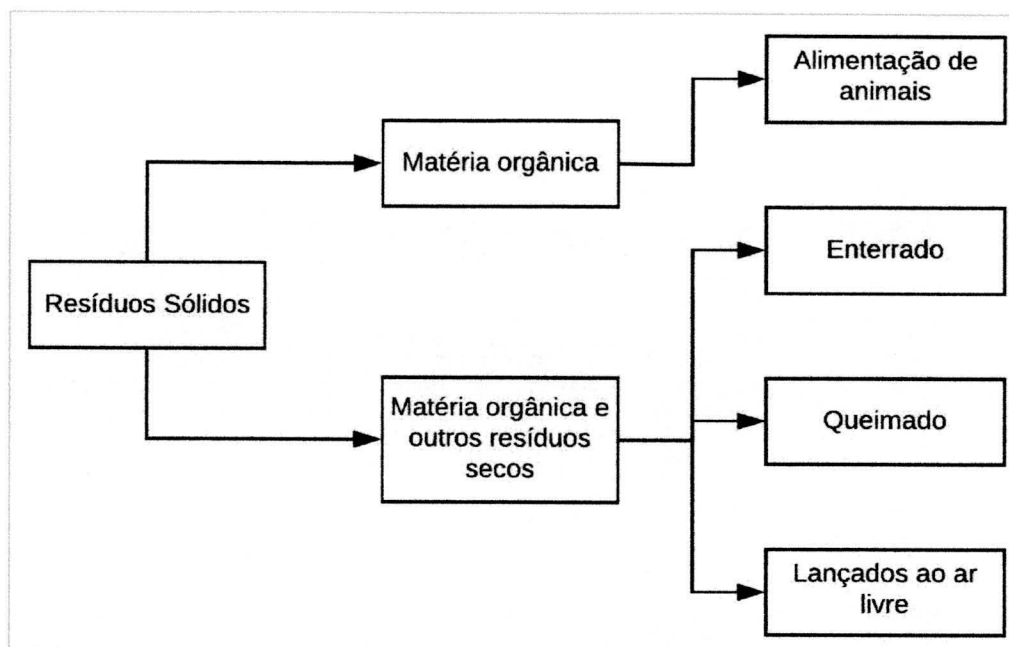 Alimentação de
animais
Matéria orgânica
Enterrado
Resíduos Sólidos
Matéria orgânica e
outros resíduos
secos
Queimado
Lançados ao ar
livre